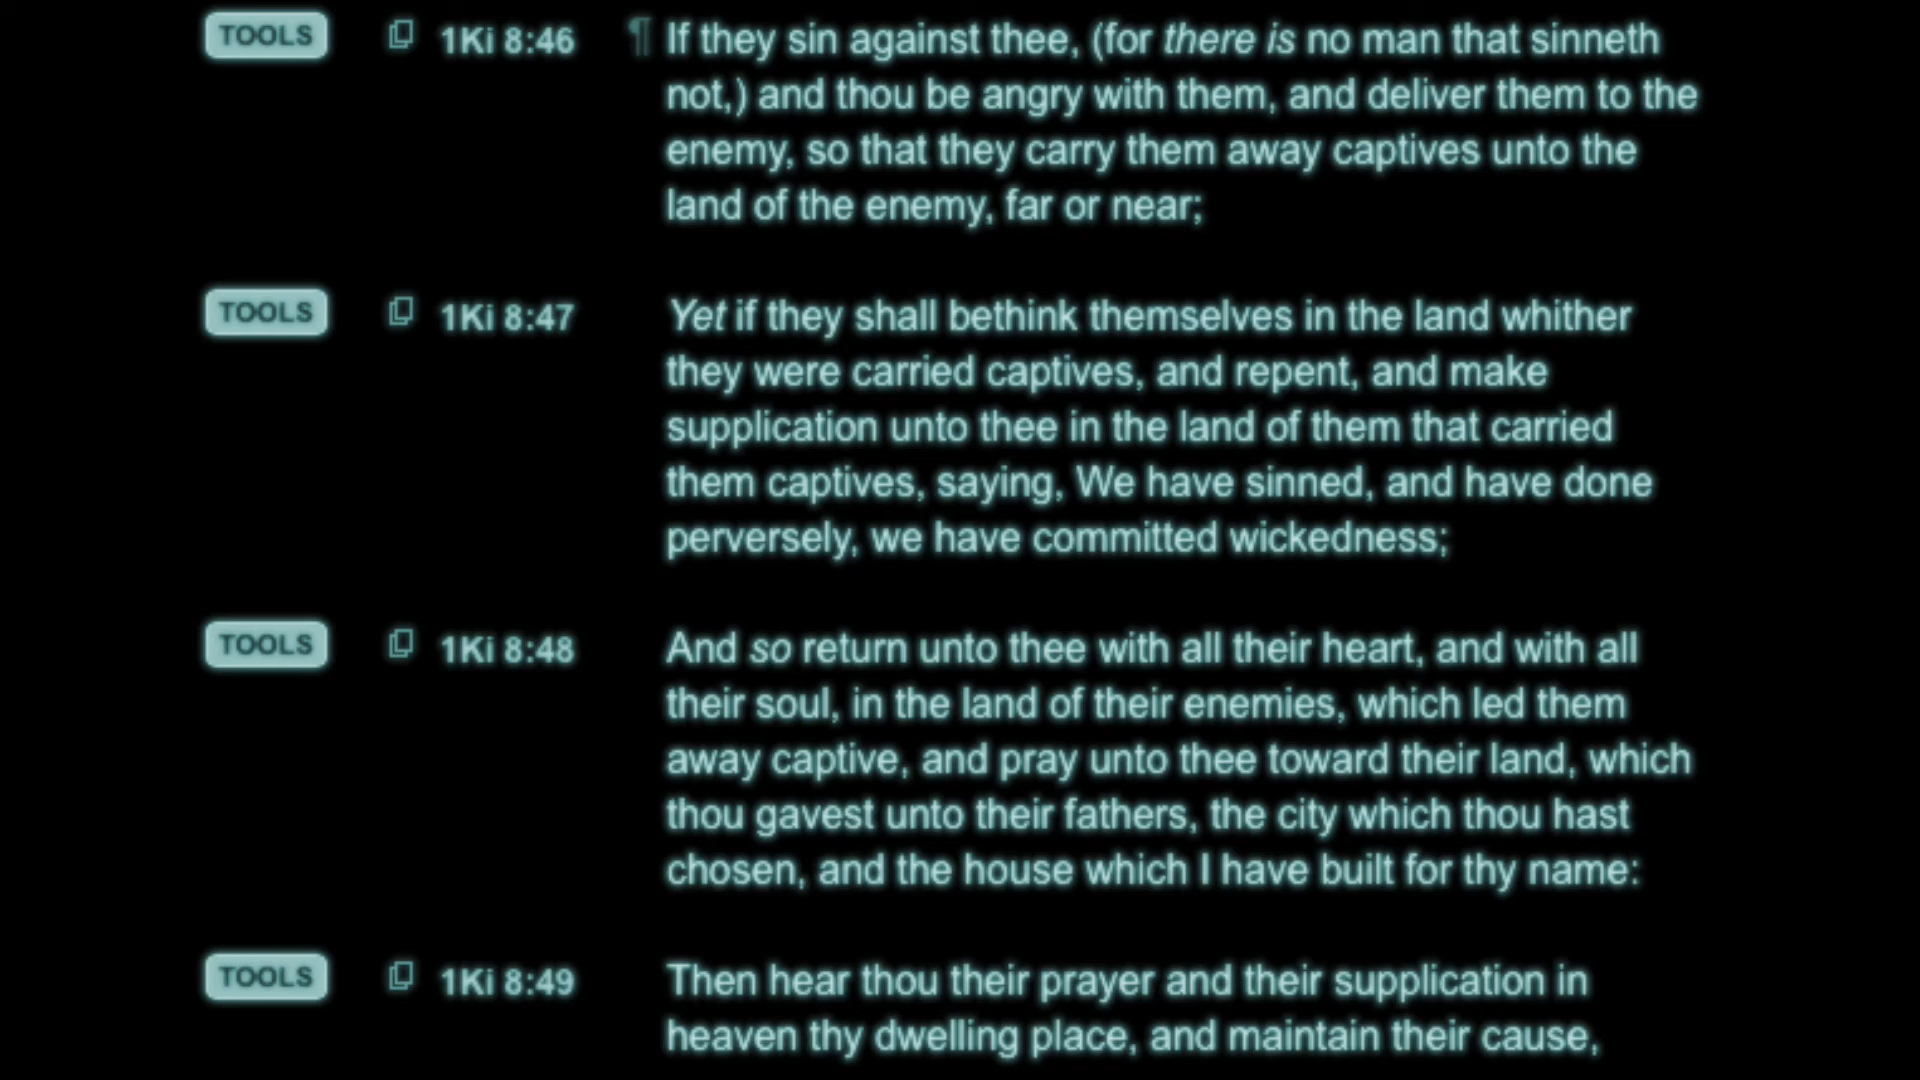 TOOLS 1Ki 8:46 ¶ If they sin against thee, (for there is no man that sinneth
not,) and thou be angry with them, and deliver them to the
enemy, so that they carry them away captives unto the
land of the enemy, far or near;
TOOLS 1Ki 8:47 Yet if they shall bethink themselves in the land whither
they were carried captives, and repent, and make
supplication unto thee in the land of them that carried
them captives, saying, We have sinned, and have done
perversely, we have committed wickedness;
TOOLS 1Ki 8:48 And so return unto thee with all their heart, and with all
their soul, in the land of their enemies, which led them
away captive, and pray unto thee toward their land, which
thou gavest unto their fathers, the city which thou hast
chosen, and the house which I have built for thy name:
TOOLS 1Ki 8:49 Then hear thou their prayer and their supplication in
heaven thy dwelling place, and maintain their cause,